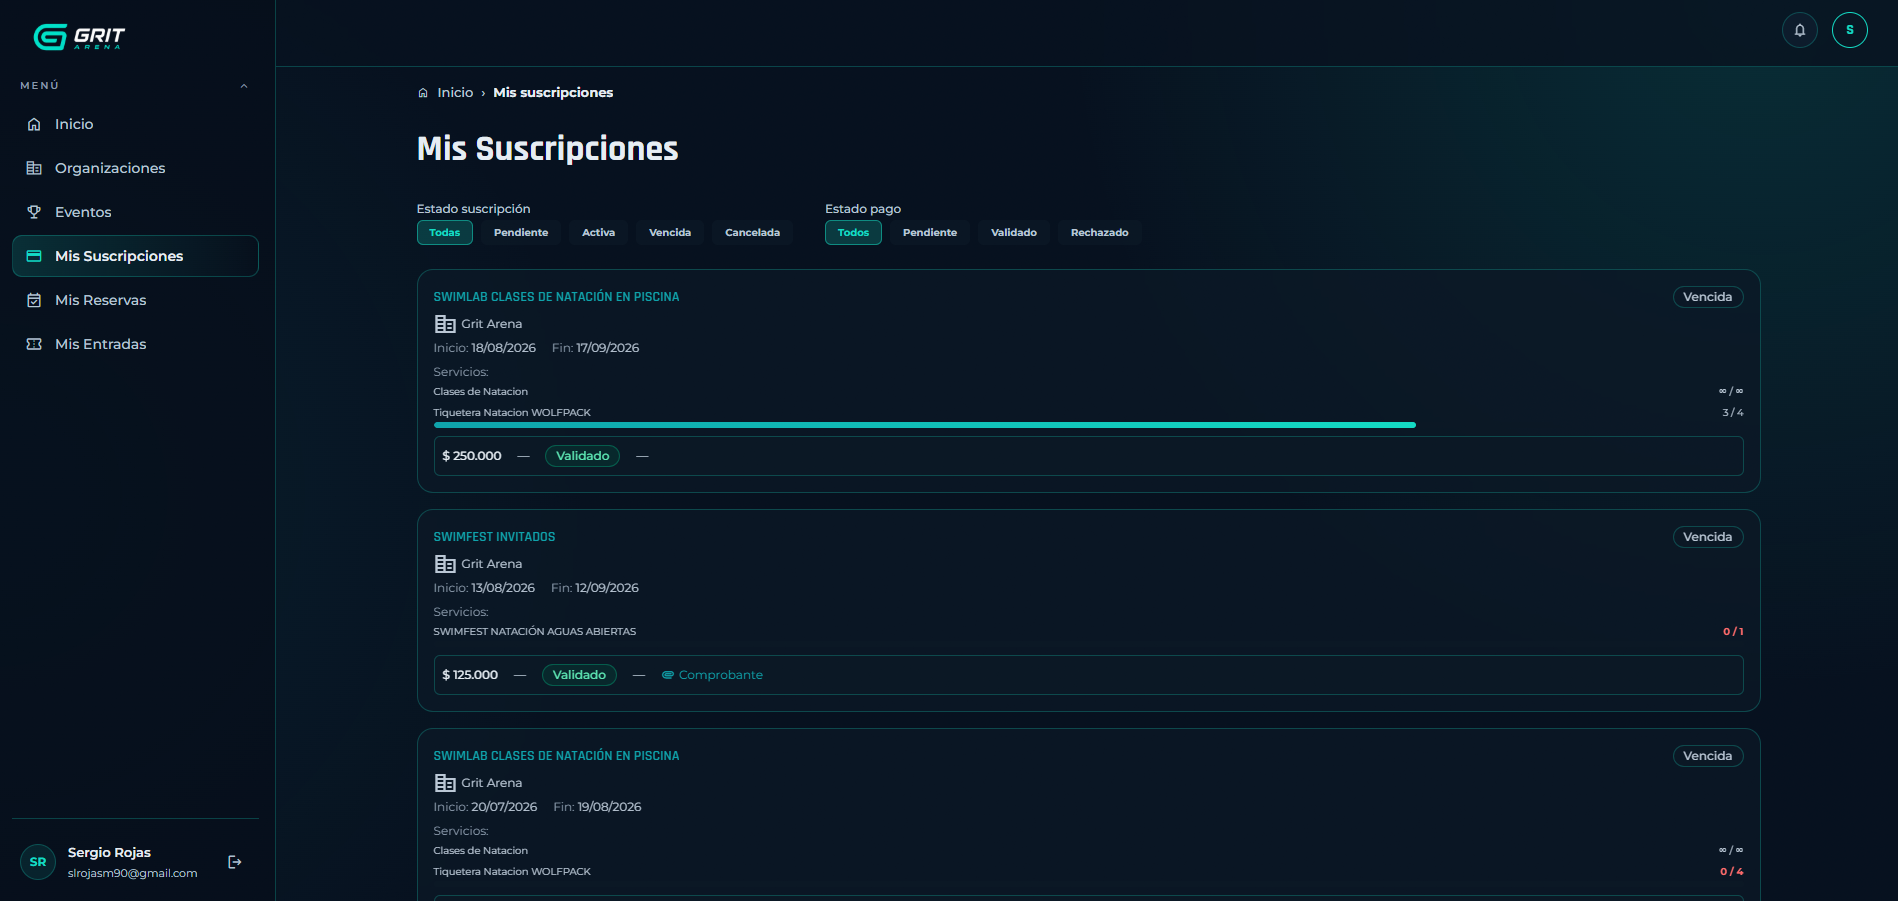 GRIT
ARENA
MENÚ
Inicio
Organizaciones
Eventos
Mis Suscripciones
Mis Reservas
Mis Entradas
SR
Sergio Rojas
slrojasm90@gmail.com
S
Inicio › Mis suscripciones
Mis Suscripciones
Estado suscripción
Todas Pendiente Activa Vencida Cancelada
Estado pago
Todos Pendiente Validado Rechazado
SWIMLAB CLASES DE NATACIÓN EN PISCINA Vencida
Grit Arena
Inicio: 18/08/2026 Fin: 17/09/2026
Servicios:
Clases de Natacion ∞ / ∞
Tiquetera Natacion WOLFPACK 3 / 4
$ 250.000 — Validado —
SWIMFEST INVITADOS Vencida
Grit Arena
Inicio: 13/08/2026 Fin: 12/09/2026
Servicios:
SWIMFEST NATACIÓN AGUAS ABIERTAS 0 / 1
$ 125.000 — Validado — Comprobante
SWIMLAB CLASES DE NATACIÓN EN PISCINA Vencida
Grit Arena
Inicio: 20/07/2026 Fin: 19/08/2026
Servicios:
Clases de Natacion ∞ / ∞
Tiquetera Natacion WOLFPACK 0 / 4